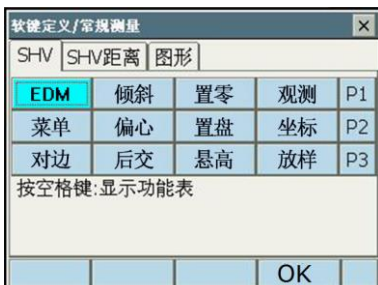 软键定义/常规测量
SHV SHV距离 图形
EDM 倾斜 置零 观测 P1
菜单 偏心 置盘 坐标 P2
对边 后交 悬高 放样 P3
按空格键:显示功能表
OK